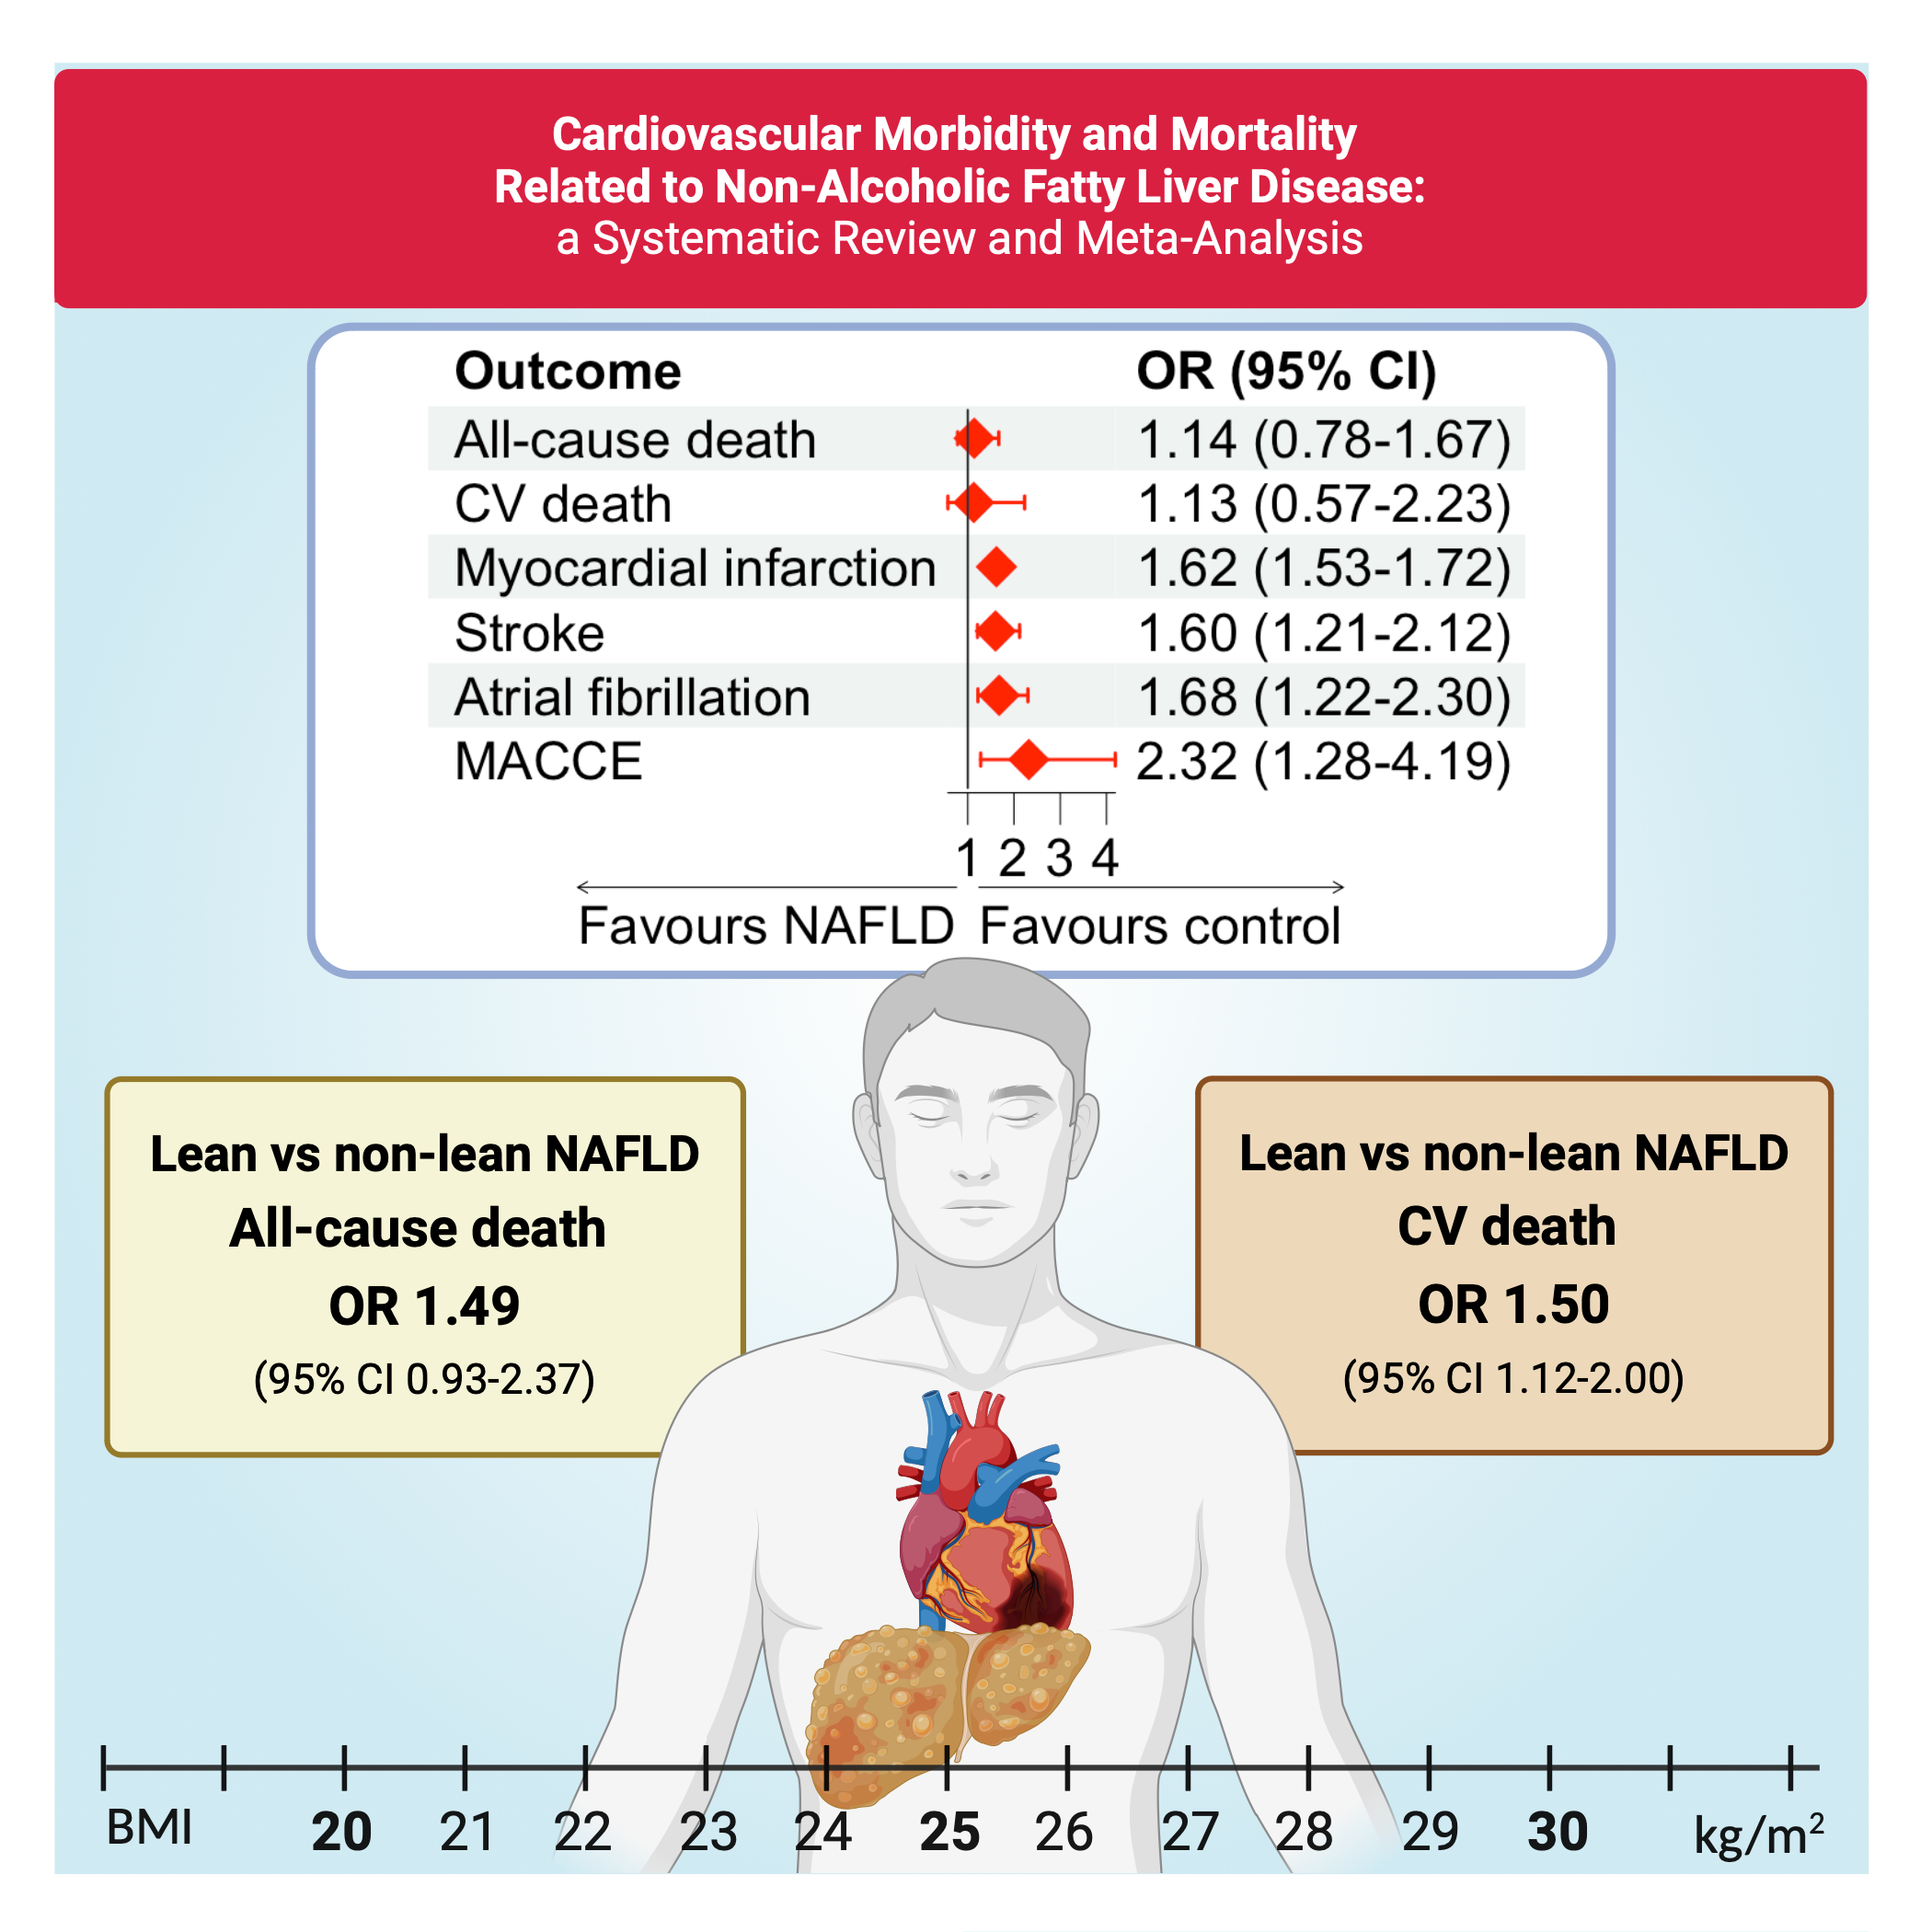 Cardiovascular Morbidity and Mortality
Related to Non-Alcoholic Fatty Liver Disease:
a Systematic Review and Meta-Analysis
Outcome OR (95% CI)
All-cause death 1.14 (0.78-1.67)
CV death 1.13 (0.57-2.23)
Myocardial infarction 1.62 (1.53-1.72)
Stroke 1.60 (1.21-2.12)
Atrial fibrillation 1.68 (1.22-2.30)
MACCE 2.32 (1.28-4.19)
1 2 3 4
Favours NAFLD Favours control
Lean vs non-lean NAFLD
All-cause death
OR 1.49
(95% CI 0.93-2.37)
Lean vs non-lean NAFLD
CV death
OR 1.50
(95% CI 1.12-2.00)
BMI 20 21 22 23 24 25 26 27 28 29 30 kg/m²